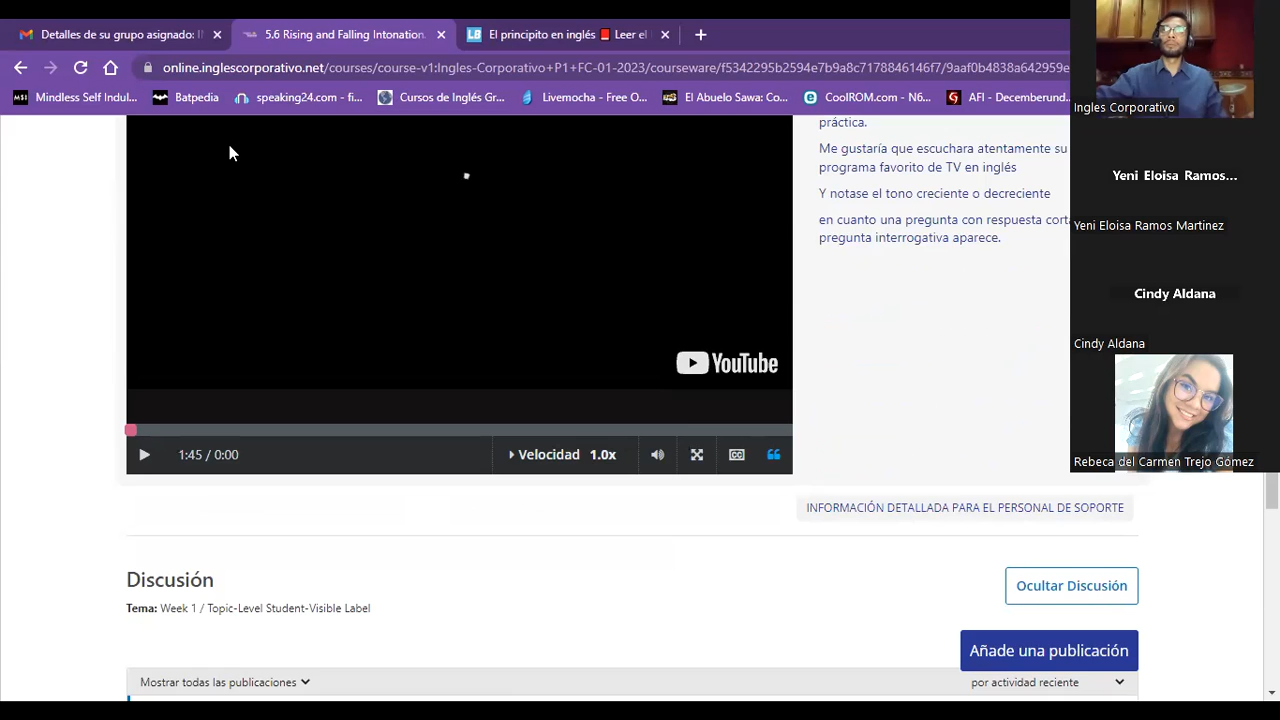 Detalles de su grupo asignado: I
5.6 Rising and Falling Intonation
El principito en inglés 📕 Leer el
online.inglescorporativo.net/courses/course-v1:Ingles-Corporativo+P1+FC-01-2023/courseware/f5342295b2594e7b9a8c7178846146f7/9aaf0b4838a642959e
Mindless Self Indul...
Batpedia
speaking24.com - fi...
Cursos de Inglés Gr...
Livemocha - Free O...
El Abuelo Sawa: Co...
CoolROM.com - N6...
AFI - Decemberund...
práctica.
Me gustaría que escuchara atentamente su
programa favorito de TV en inglés
Y notase el tono creciente o decreciente
en cuanto una pregunta con respuesta corta
pregunta interrogativa aparece.
YouTube
1:45 / 0:00
Velocidad 1.0x
CC
INFORMACIÓN DETALLADA PARA EL PERSONAL DE SOPORTE
Discusión
Ocultar Discusión
Tema: Week 1 / Topic-Level Student-Visible Label
Añade una publicación
Mostrar todas las publicaciones
por actividad reciente
Ingles Corporativo
Yeni Eloisa Ramos...
Yeni Eloisa Ramos Martinez
Cindy Aldana
Cindy Aldana
Rebeca del Carmen Trejo Gómez